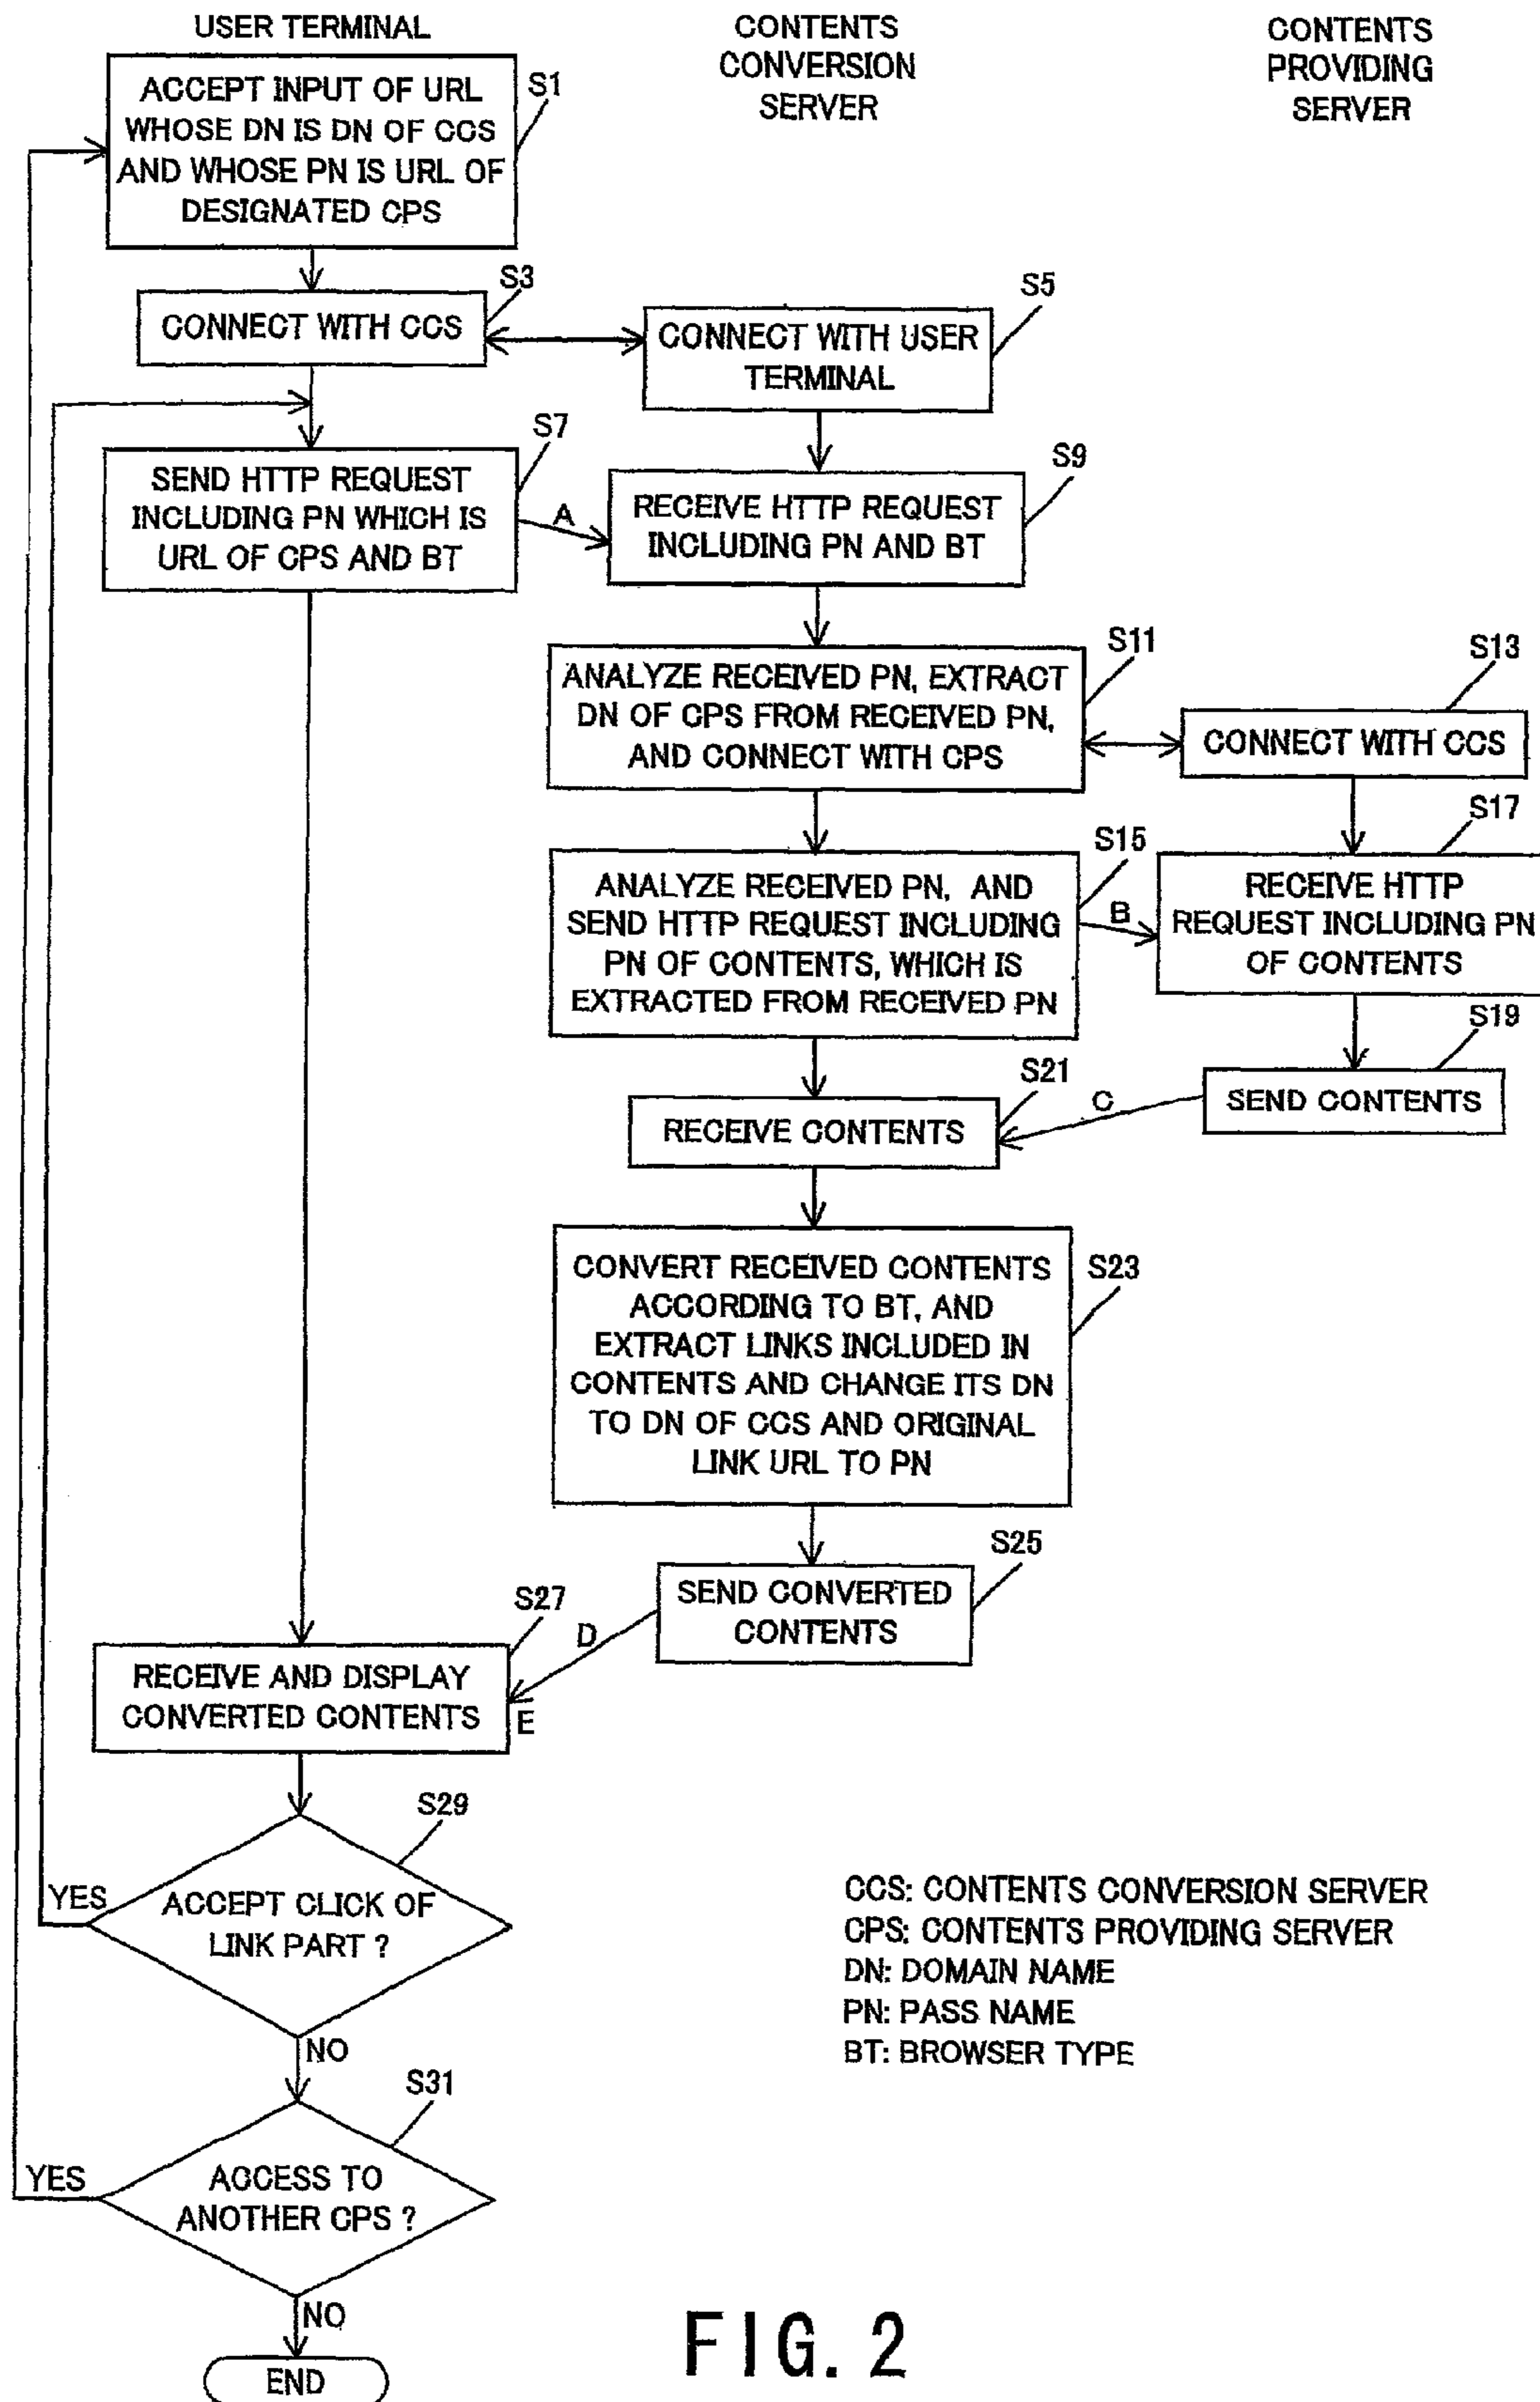 USER TERMINAL
CONTENTS
CONVERSION
SERVER
CONTENTS
PROVIDING
SERVER
ACCEPT INPUT OF URL
WHOSE DN IS DN OF CCS
AND WHOSE PN IS URL OF
DESIGNATED CPS
S1
CONNECT WITH CCS
S3
CONNECT WITH USER
TERMINAL
S5
SEND HTTP REQUEST
INCLUDING PN WHICH IS
URL OF CPS AND BT
S7
A
RECEIVE HTTP REQUEST
INCLUDING PN AND BT
S9
ANALYZE RECEIVED PN, EXTRACT
DN OF CPS FROM RECEIVED PN,
AND CONNECT WITH CPS
S11
CONNECT WITH CCS
S13
ANALYZE RECEIVED PN, AND
SEND HTTP REQUEST INCLUDING
PN OF CONTENTS, WHICH IS
EXTRACTED FROM RECEIVED PN
S15
B
RECEIVE HTTP
REQUEST INCLUDING PN
OF CONTENTS
S17
SEND CONTENTS
S19
C
RECEIVE CONTENTS
S21
CONVERT RECEIVED CONTENTS
ACCORDING TO BT, AND
EXTRACT LINKS INCLUDED IN
CONTENTS AND CHANGE ITS DN
TO DN OF CCS AND ORIGINAL
LINK URL TO PN
S23
SEND CONVERTED
CONTENTS
S25
D
RECEIVE AND DISPLAY
CONVERTED CONTENTS
S27
E
ACCEPT CLICK OF
LINK PART ?
S29
YES
NO
ACCESS TO
ANOTHER CPS ?
S31
YES
NO
END
CCS: CONTENTS CONVERSION SERVER
CPS: CONTENTS PROVIDING SERVER
DN: DOMAIN NAME
PN: PASS NAME
BT: BROWSER TYPE
FIG. 2